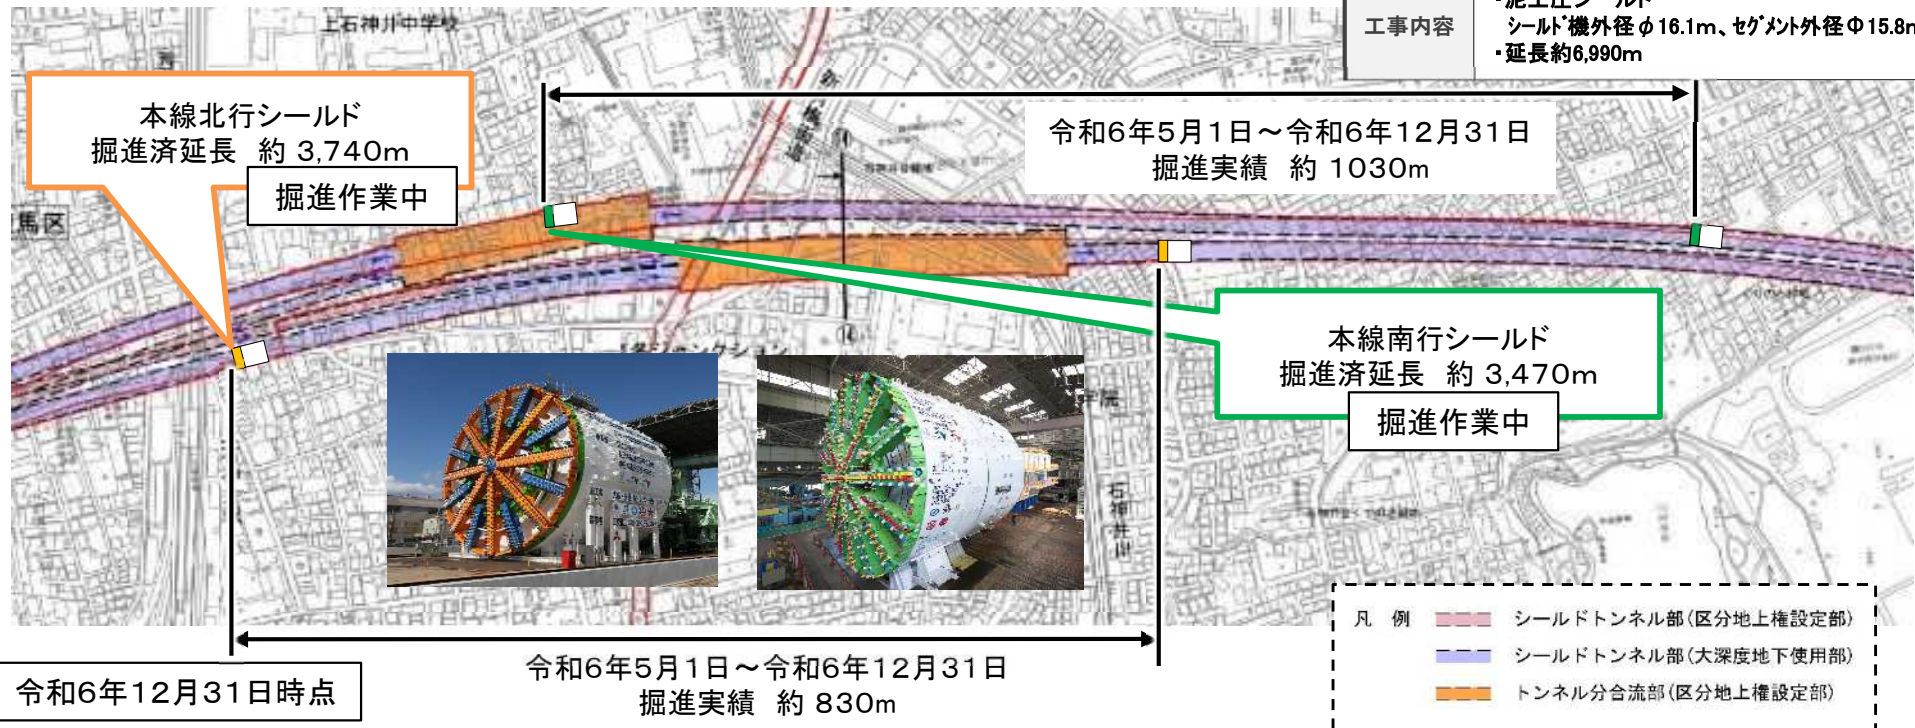 上石神井中学校
工事内容
シールド機外径φ16.1m、セグメント外径Φ15.8m
・延長約6,990m
本線北行シールド
掘進済延長 約 3,740m
掘進作業中
令和6年5月1日～令和6年12月31日
掘進実績 約 1030m
馬区
本線南行シールド
掘進済延長 約 3,470m
掘進作業中
令和6年12月31日時点
令和6年5月1日～令和6年12月31日
掘進実績 約 830m
凡 例
シールドトンネル部(区分地上権設定部)
シールドトンネル部(大深度地下使用部)
トンネル分合流部(区分地上権設定部)